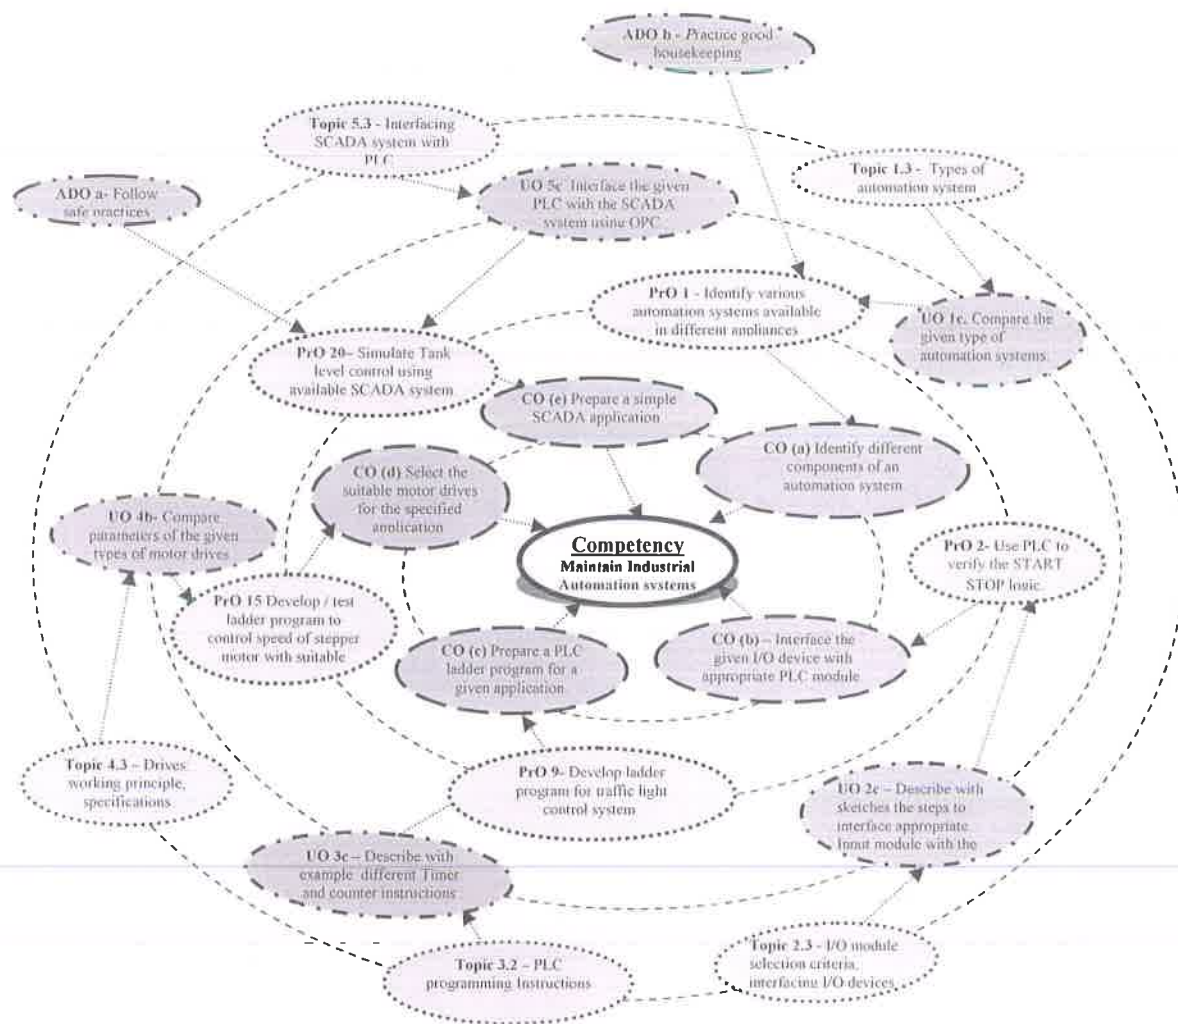 ADO b - Practice good
housekeeping
Topic 5.3 - Interfacing
SCADA system with
PLC
Topic 1.3 - Types of
automation system
ADO a- Follow
safe practices
UO 5c Interface the given
PLC with the SCADA
system using OPC
PrO 1 - Identify various
automation systems available
in different appliances
UO 1c. Compare the
given type of
automation systems
PrO 20– Simulate Tank
level control using
available SCADA system
CO (e) Prepare a simple
SCADA application
CO (a) Identify different
components of an
automation system
CO (d) Select the
suitable motor drives
for the specified
application
UO 4b- Compare
parameters of the given
types of motor drives
Competency
Maintain Industrial
Automation systems
PrO 2- Use PLC to
verify the START
STOP logic.
PrO 15 Develop / test
ladder program to
control speed of stepper
motor with suitable
CO (c) Prepare a PLC
ladder program for a
given application
CO (b) – Interface the
given I/O device with
appropriate PLC module
Topic 4.3 – Drives
working principle,
specifications
PrO 9- Develop ladder
program for traffic light
control system
UO 2c – Describe with
sketches the steps to
interface appropriate
Input module with the
UO 3c – Describe with
example different Timer
and counter instructions
Topic 3.2 – PLC
programming Instructions
Topic 2.3 - I/O module
selection criteria,
interfacing I/O devices